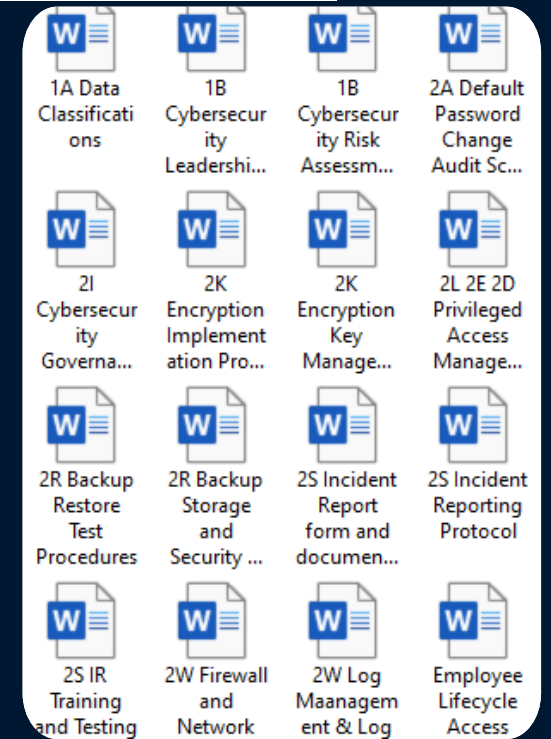 W
W
W
W
1A Data
Classificati
ons
1B
Cybersecur
ity
Leadershi...
1B
Cybersecur
ity Risk
Assessm...
2A Default
Password
Change
Audit Sc...
W
W
W
W
2I
Cybersecur
ity
Governa...
2K
Encryption
Implement
ation Pro...
2K
Encryption
Key
Manage...
2L 2E 2D
Privileged
Access
Manage...
W
W
W
W
2R Backup
Restore
Test
Procedures
2R Backup
Storage
and
Security ...
2S Incident
Report
form and
documen...
2S Incident
Reporting
Protocol
W
W
W
W
2S IR
Training
and Testing
2W Firewall
and
Network
2W Log
Maanagem
ent & Log
Employee
Lifecycle
Access